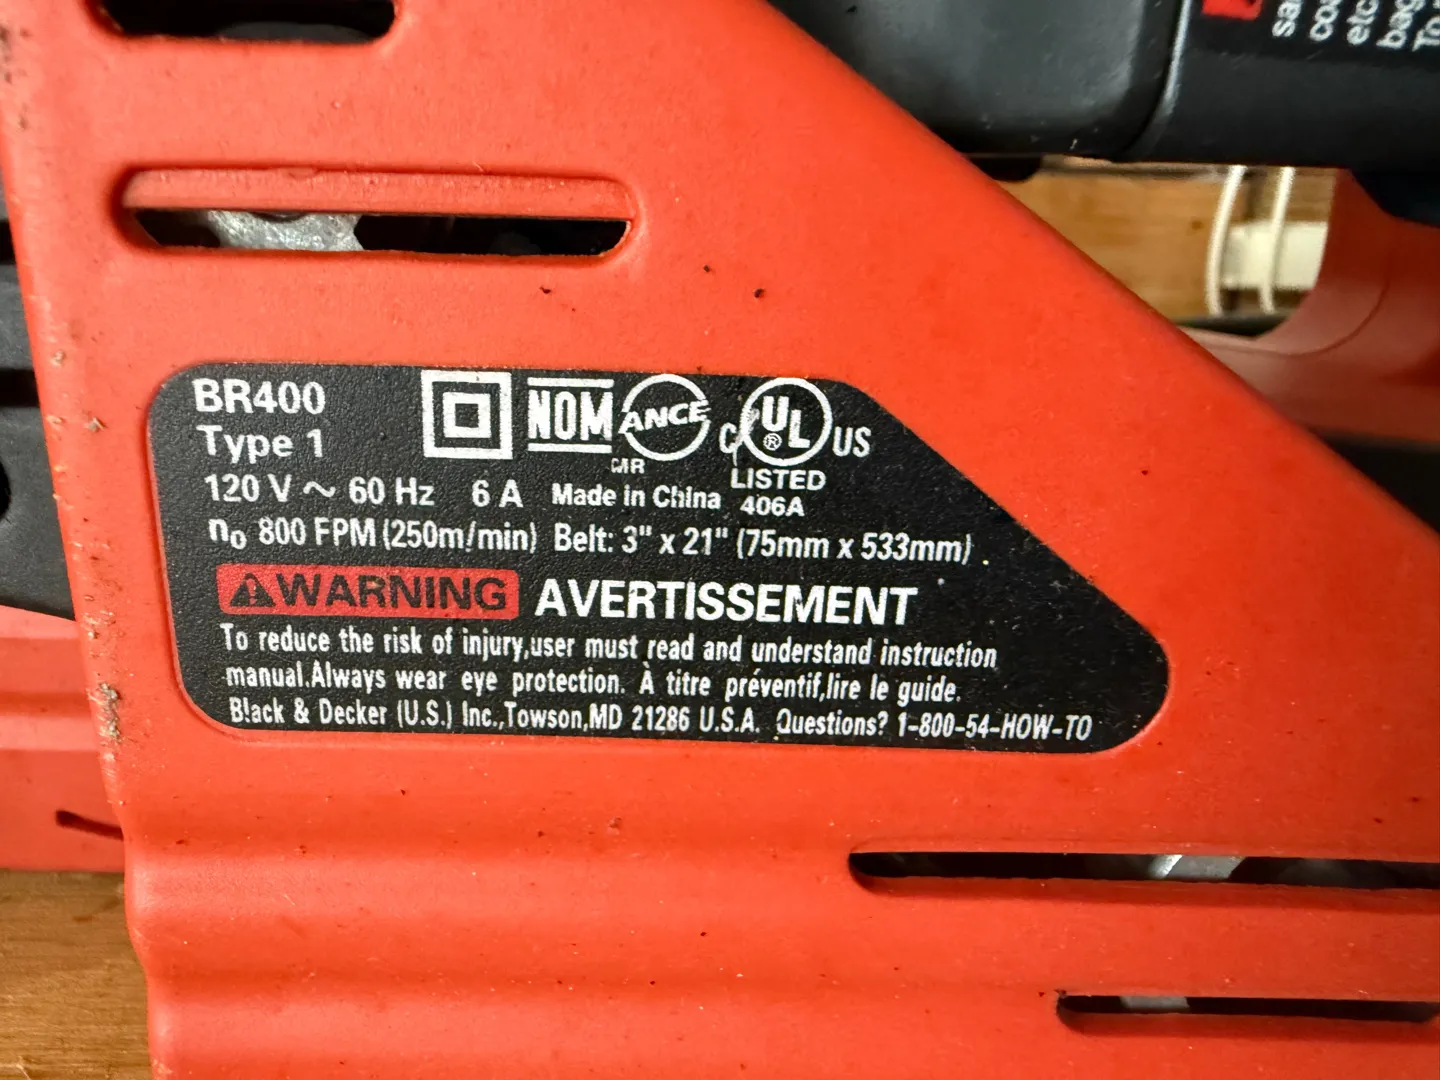 BR400
Type 1
NOM
ANCE
MR
C UL® US
LISTED
406A
120 V ~ 60 Hz 6 A Made in China
no 800 FPM (250m/min) Belt: 3" x 21" (75mm x 533mm)
WARNING AVERTISSEMENT
To reduce the risk of injury,user must read and understand instruction
manual.Always wear eye protection. À titre préventif,lire le guide.
Black & Decker (U.S.) Inc.,Towson,MD 21286 U.S.A. Questions? 1-800-54-HOW-TO
etc
To